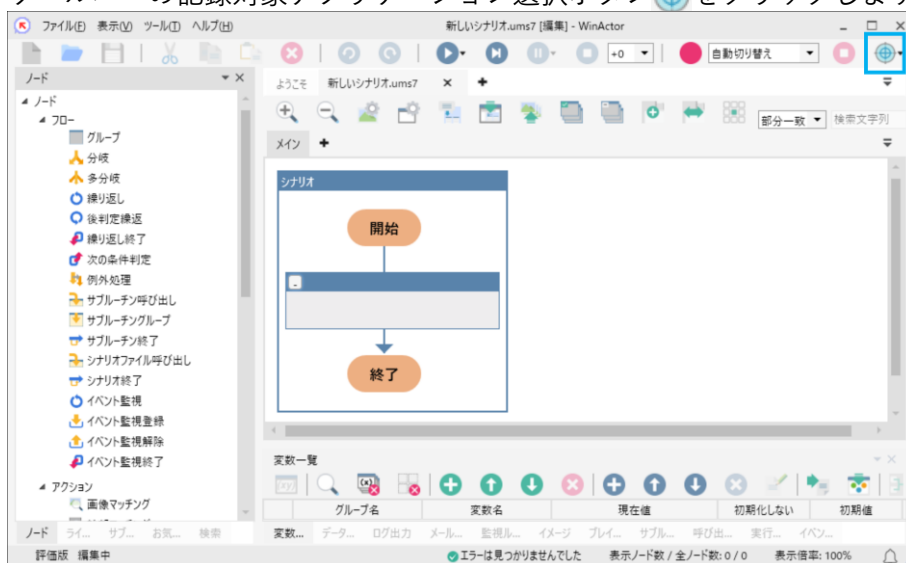 ファイル(F) 表示(V) ツール(T) ヘルプ(H) 新しいシナリオ.ums7 [編集] - WinActor
+0 自動切り替え
ノード
ようこそ 新しいシナリオ.ums7
部分一致 検索文字列
メイン
ノード
フロー
グループ
分岐
多分岐
繰り返し
後判定繰返
繰り返し終了
次の条件判定
例外処理
サブルーチン呼び出し
サブルーチングループ
サブルーチン終了
シナリオファイル呼び出し
シナリオ終了
イベント監視
イベント監視登録
イベント監視解除
イベント監視終了
アクション
画像マッチング
シナリオ
開始
終了
変数一覧
グループ名 変数名 現在値 初期化しない 初期値
ノード ライ... サブ... お気... 検索
変数... データ... ログ出力 メール... 監視ル... イメージ ブレイ... サブル... 呼び出... 実行... イベン...
評価版 編集中 エラーは見つかりませんでした 表示ノード数 / 全ノード数: 0 / 0 表示倍率: 100%